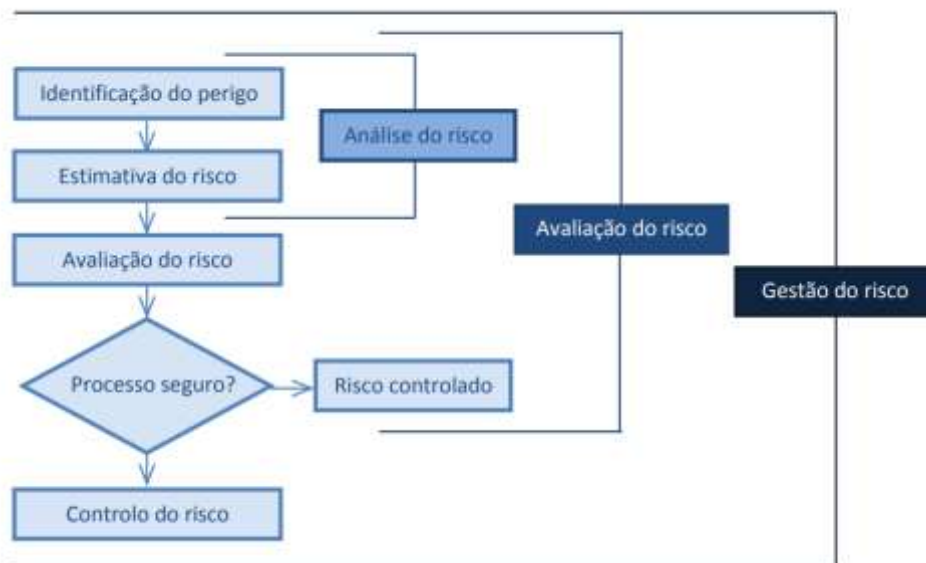 Identificação do perigo
Análise do risco
Estimativa do risco
Avaliação do risco
Avaliação do risco
Gestão do risco
Processo seguro?
Risco controlado
Controlo do risco